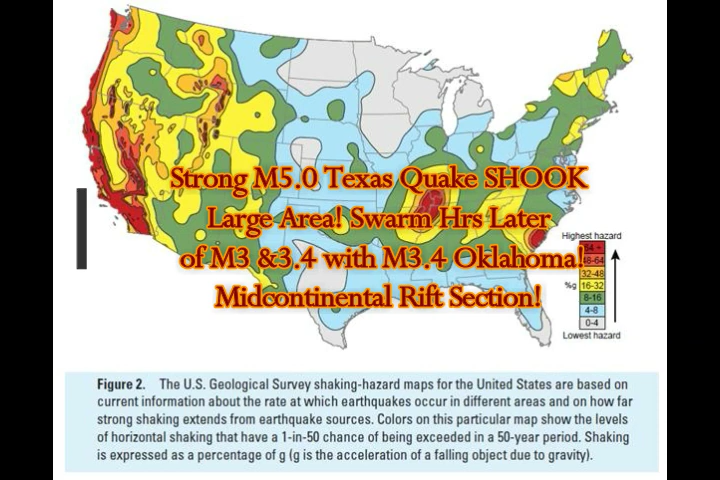 Strong M5.0 Texas Quake SHOOK
Large Area! Swarm Hrs Later
of M3 &3.4 with M3.4 Oklahoma!
Midcontinental Rift Section!
Highest hazard
64 +
48-64
32-48
%g 16-32
8-16
4-8
0-4
Lowest hazard
Figure 2. The U.S. Geological Survey shaking-hazard maps for the United States are based on
current information about the rate at which earthquakes occur in different areas and on how far
strong shaking extends from earthquake sources. Colors on this particular map show the levels
of horizontal shaking that have a 1-in-50 chance of being exceeded in a 50-year period. Shaking
is expressed as a percentage of g (g is the acceleration of a falling object due to gravity).